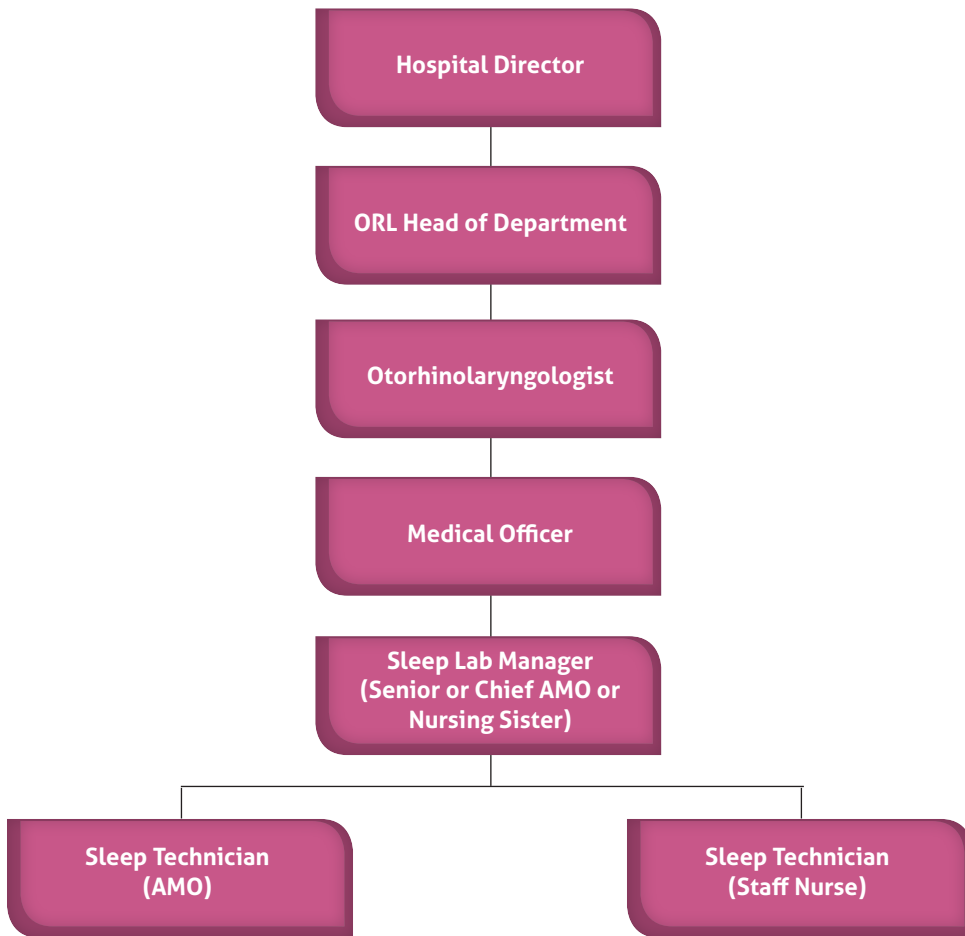 Hospital Director
ORL Head of Department
Otorhinolaryngologist
Medical Officer
Sleep Lab Manager
(Senior or Chief AMO or
Nursing Sister)
Sleep Technician
(AMO)
Sleep Technician
(Staff Nurse)